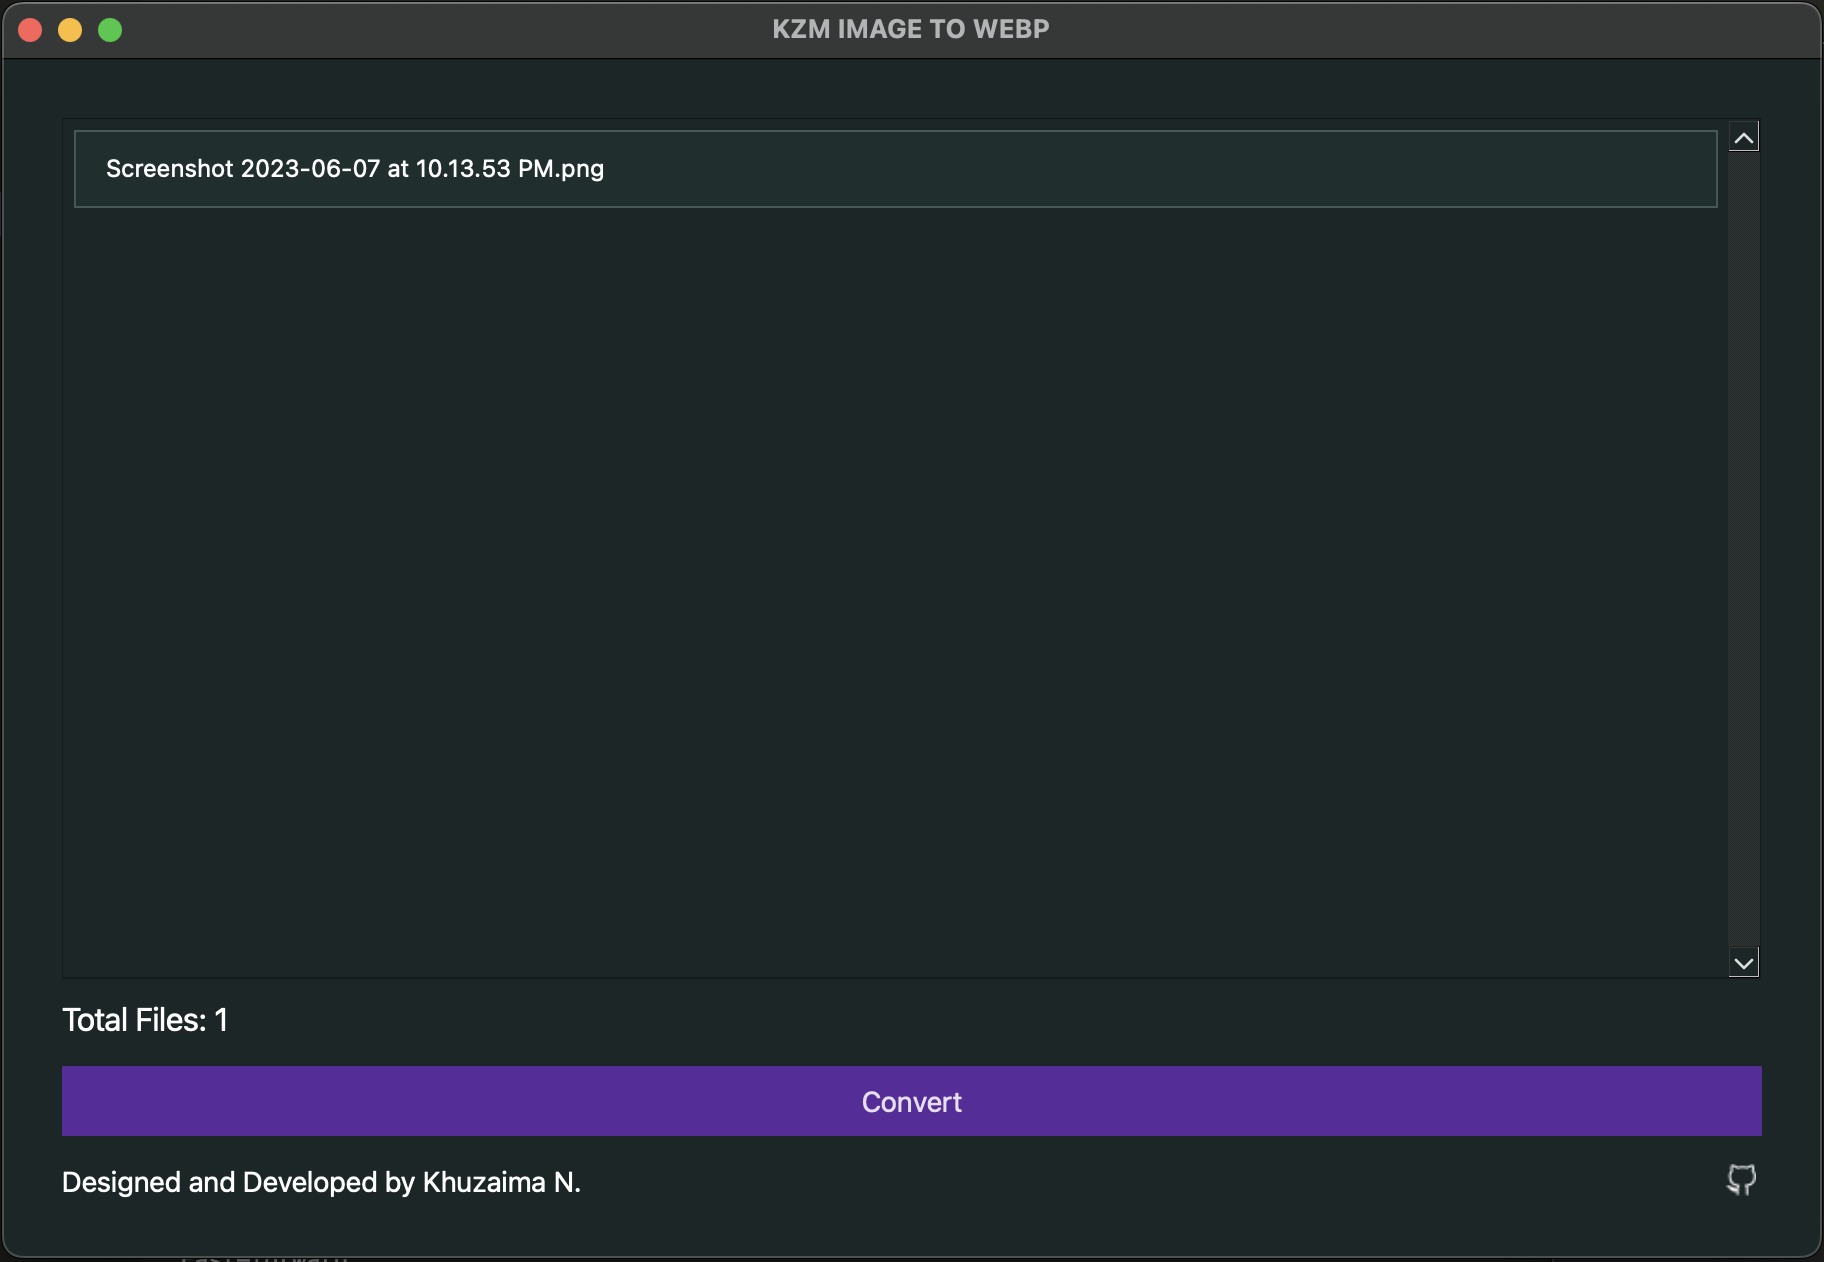 KZM IMAGE TO WEBP
Screenshot 2023-06-07 at 10.13.53 PM.png
Total Files: 1
Convert
Designed and Developed by Khuzaima N.